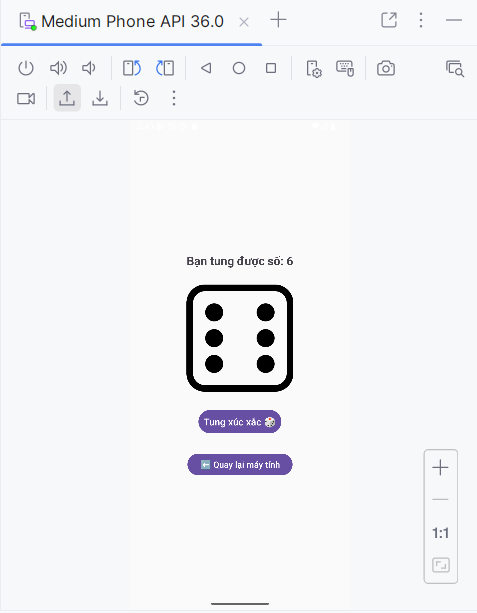 Medium Phone API 36.0
Bạn tung được số: 6
Tung xúc xắc 🎲
⬅️ Quay lại máy tính
1:1